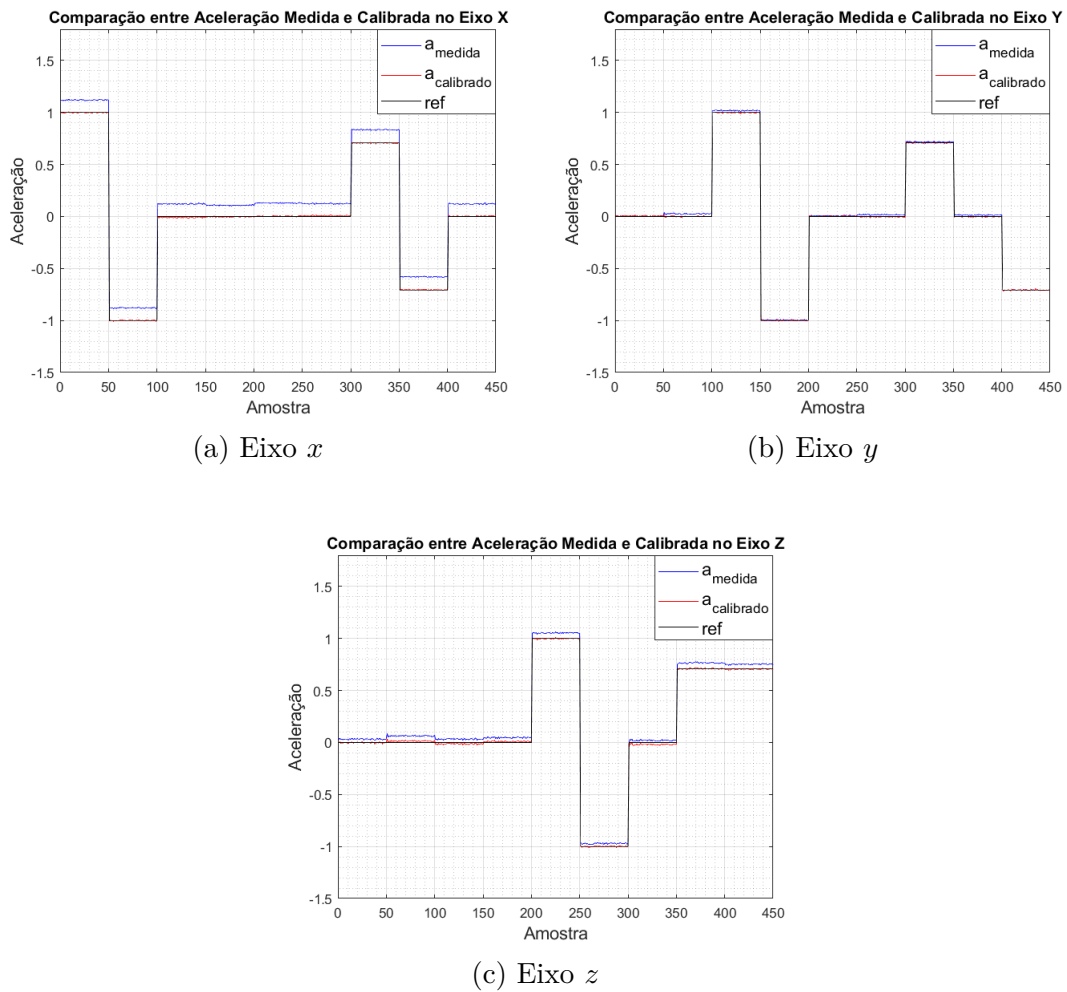 Comparação entre Aceleração Medida e Calibrada no Eixo X
a_medida
a_calibrado
ref
1.5
1
0.5
0
-0.5
-1
-1.5
Aceleração
0 50 100 150 200 250 300 350 400 450
Amostra
(a) Eixo x
Comparação entre Aceleração Medida e Calibrada no Eixo Y
a_medida
a_calibrado
ref
1.5
1
0.5
0
-0.5
-1
-1.5
Aceleração
0 50 100 150 200 250 300 350 400 450
Amostra
(b) Eixo y
Comparação entre Aceleração Medida e Calibrada no Eixo Z
a_medida
a_calibrado
ref
1.5
1
0.5
0
-0.5
-1
-1.5
Aceleração
0 50 100 150 200 250 300 350 400 450
Amostra
(c) Eixo z